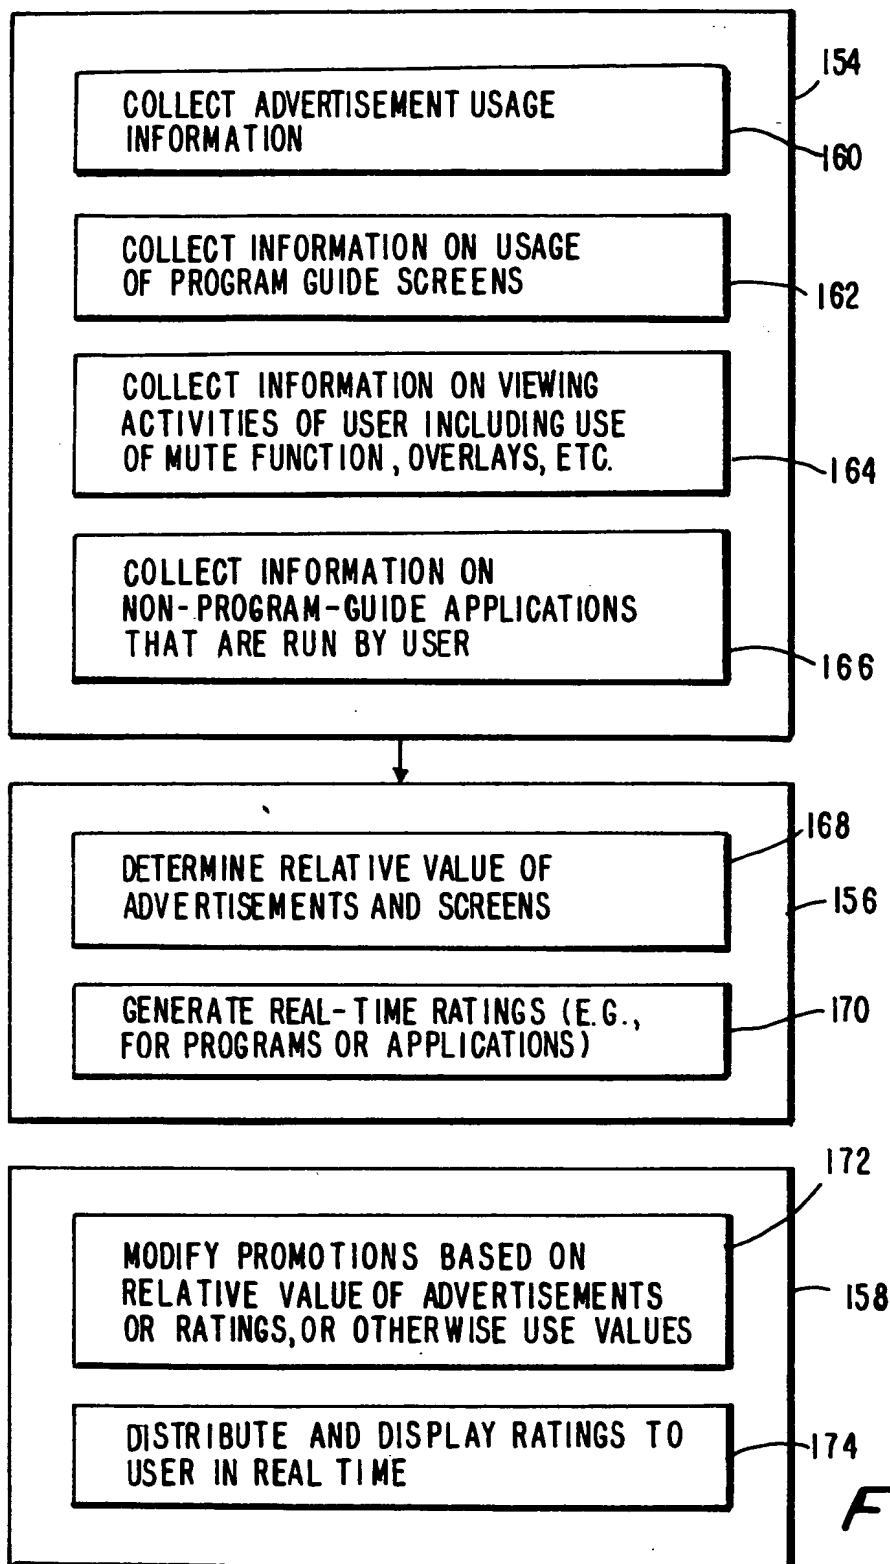 154
COLLECT ADVERTISEMENT USAGE
INFORMATION
160
COLLECT INFORMATION ON USAGE
OF PROGRAM GUIDE SCREENS
162
COLLECT INFORMATION ON VIEWING
ACTIVITIES OF USER INCLUDING USE
OF MUTE FUNCTION, OVERLAYS, ETC.
164
COLLECT INFORMATION ON
NON-PROGRAM-GUIDE APPLICATIONS
THAT ARE RUN BY USER
166
168
DETERMINE RELATIVE VALUE OF
ADVERTISEMENTS AND SCREENS
156
GENERATE REAL-TIME RATINGS (E.G.,
FOR PROGRAMS OR APPLICATIONS)
170
172
MODIFY PROMOTIONS BASED ON
RELATIVE VALUE OF ADVERTISEMENTS
OR RATINGS, OR OTHERWISE USE VALUES
158
DISTRIBUTE AND DISPLAY RATINGS TO
USER IN REAL TIME
174
F